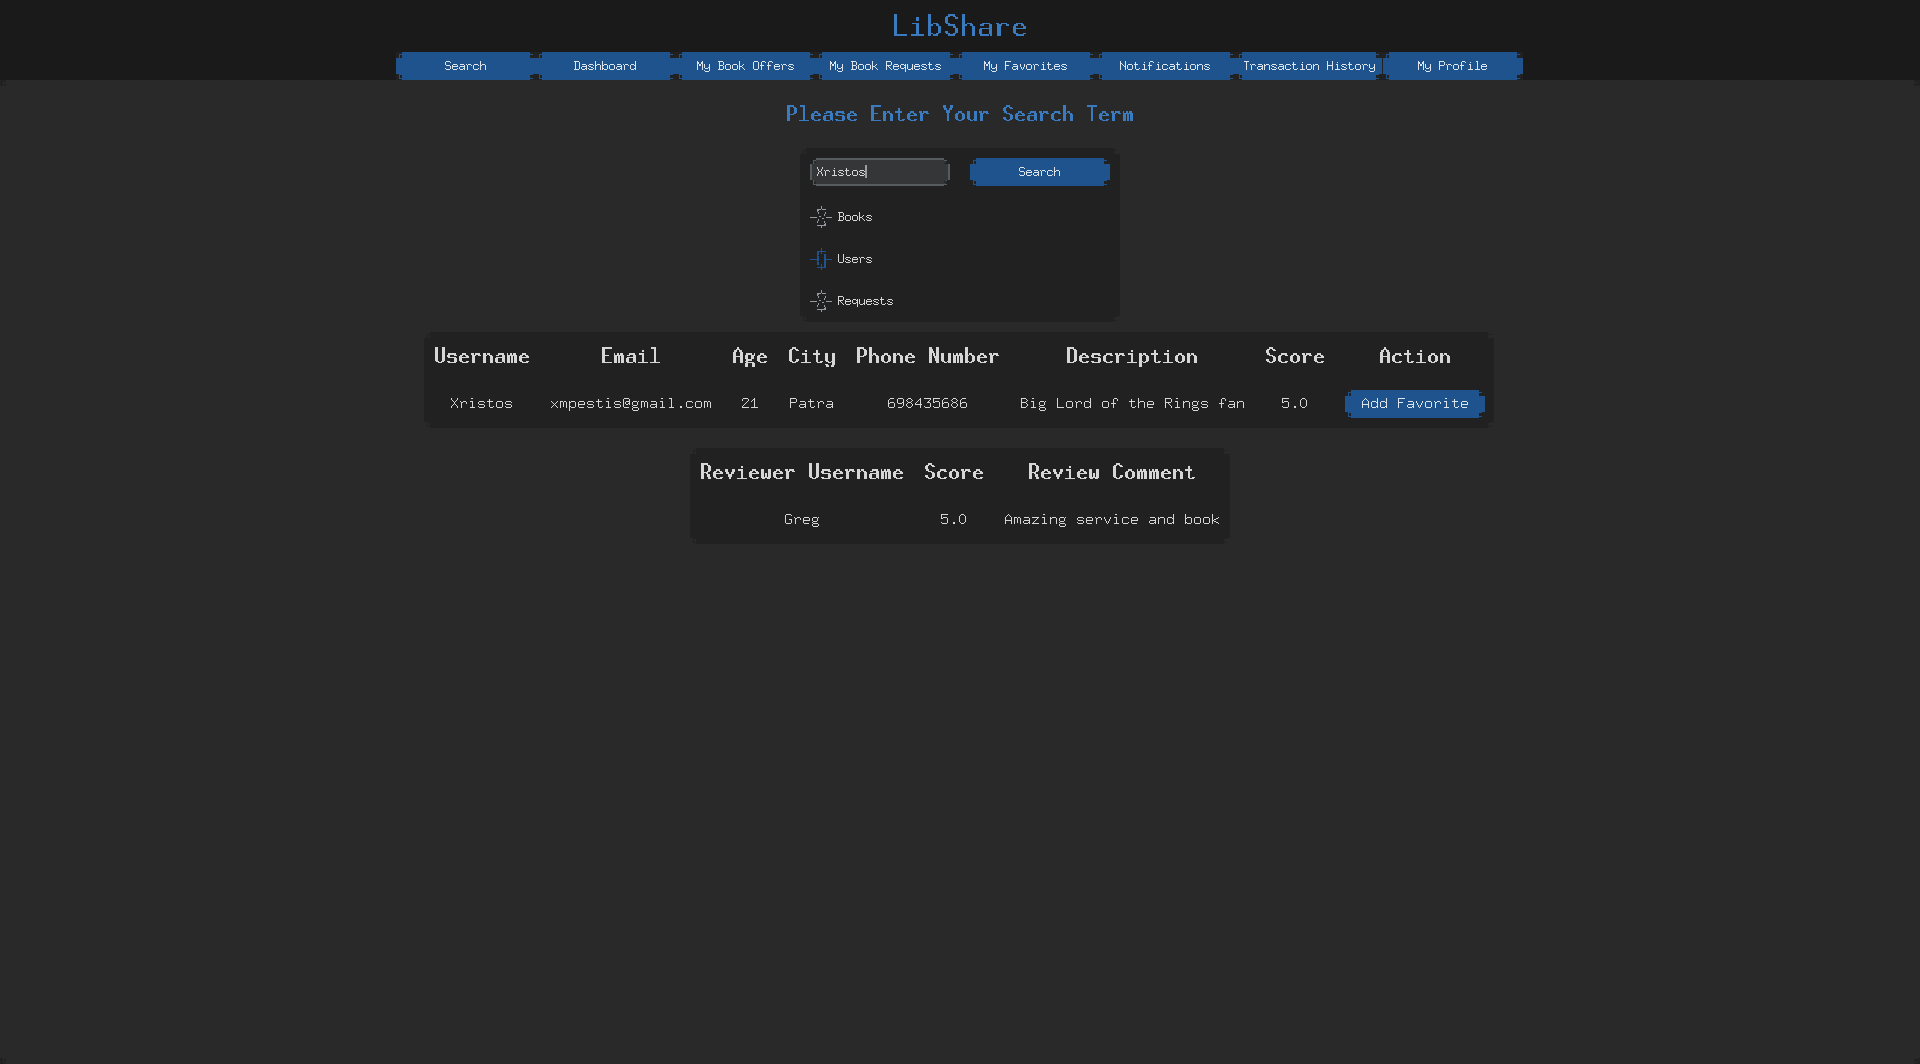 LibShare
Search Dashboard My Book Offers My Book Requests My Favorites Notifications Transaction History My Profile
Please Enter Your Search Term
Xristos Search
Books
Users
Requests
Username Email Age City Phone Number Description Score Action
Xristos xmpestis@gmail.com 21 Patra 698435686 Big Lord of the Rings fan 5.0 Add Favorite
Reviewer Username Score Review Comment
Greg 5.0 Amazing service and book